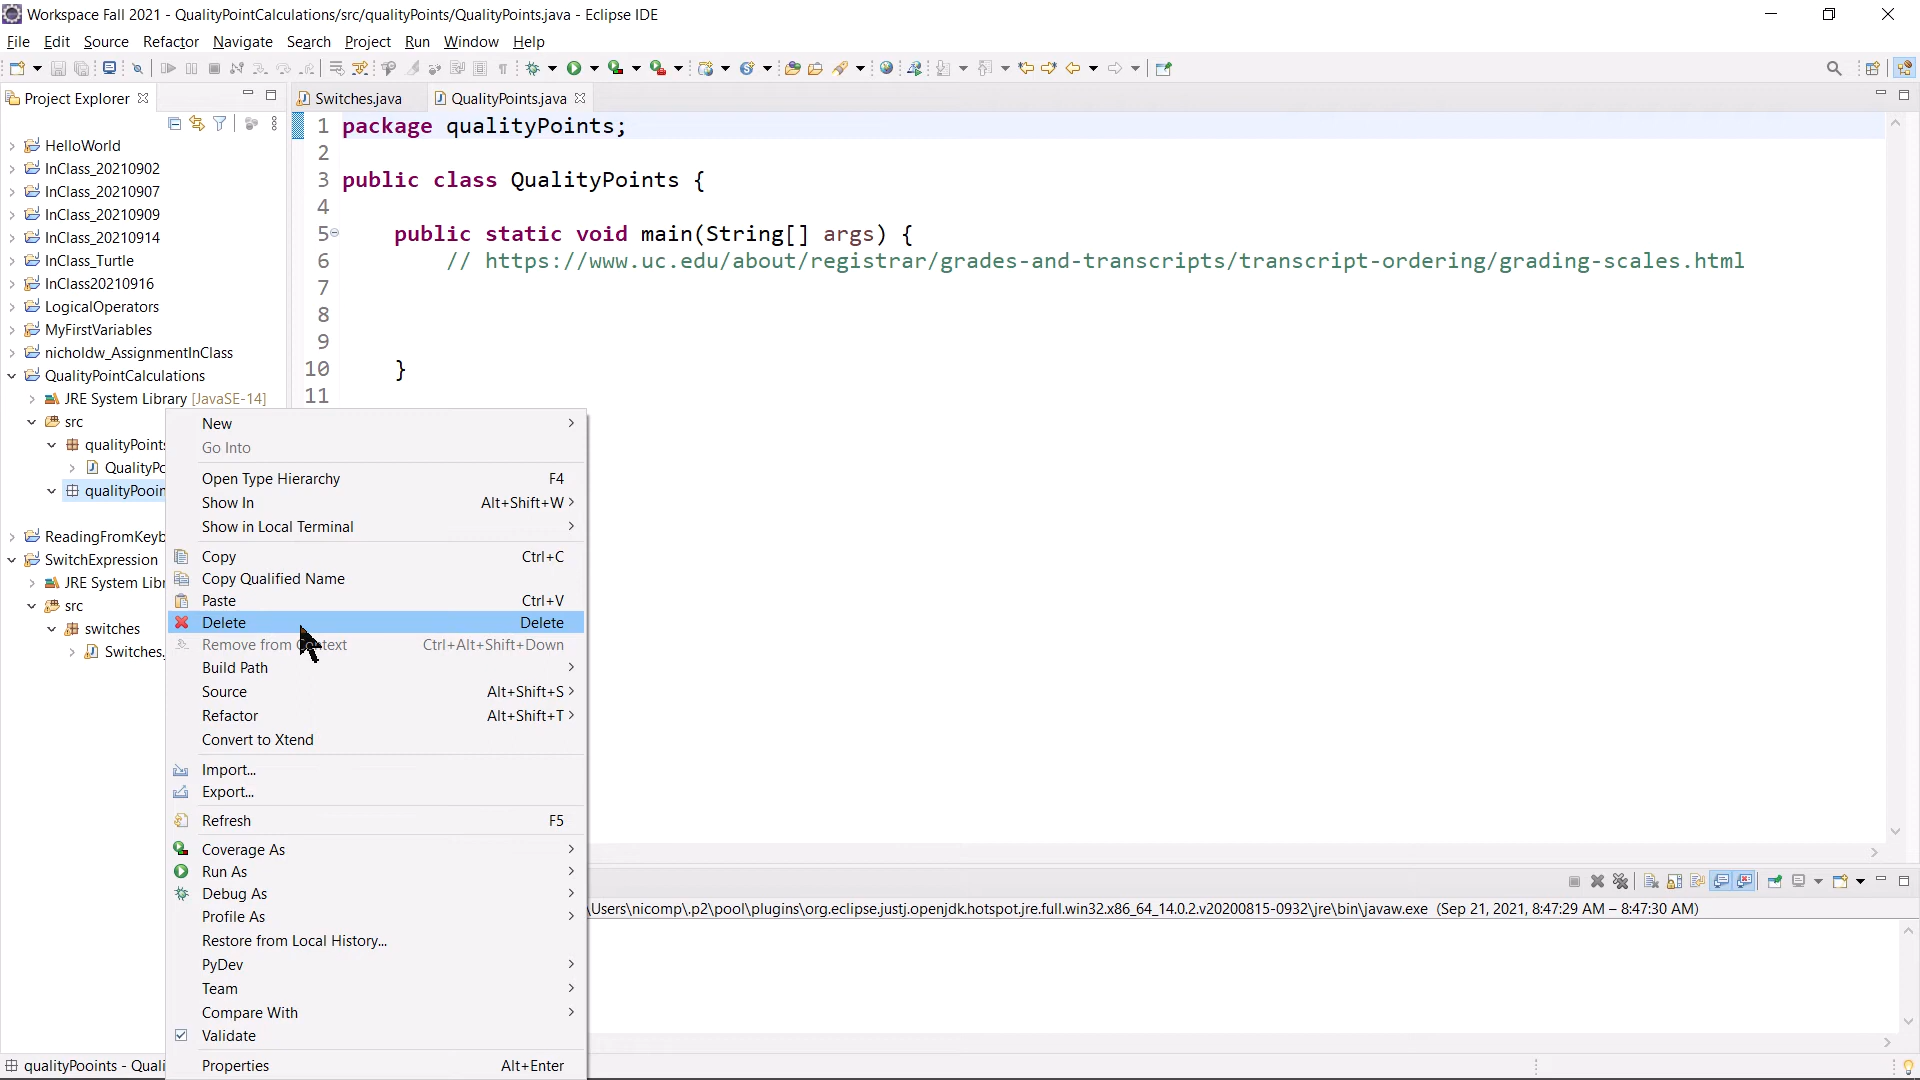 Workspace Fall 2021 - QualityPointCalculations/src/qualityPoints/QualityPoints.java - Eclipse IDE
File Edit Source Refactor Navigate Search Project Run Window Help
Project Explorer
Switches.java
QualityPoints.java
HelloWorld
InClass_20210902
InClass_20210907
InClass_20210909
InClass_20210914
InClass_Turtle
InClass20210916
LogicalOperators
MyFirstVariables
nicholdw_AssignmentInClass
QualityPointCalculations
JRE System Library [JavaSE-14]
src
qualityPoints
QualityPo
qualityPooin
ReadingFromKeyb
SwitchExpression
JRE System Libr
src
switches
Switches.
1 package qualityPoints;
2
3 public class QualityPoints {
4
5 public static void main(String[] args) {
6 // https://www.uc.edu/about/registrar/grades-and-transcripts/transcript-ordering/grading-scales.html
7
8
9
10 }
11
New
Go Into
Open Type Hierarchy F4
Show In Alt+Shift+W
Show in Local Terminal
Copy Ctrl+C
Copy Qualified Name
Paste Ctrl+V
Delete Delete
Remove from Context Ctrl+Alt+Shift+Down
Build Path
Source Alt+Shift+S
Refactor Alt+Shift+T
Convert to Xtend
Import...
Export...
Refresh F5
Coverage As
Run As
Debug As
Profile As
Restore from Local History...
PyDev
Team
Compare With
Validate
Properties Alt+Enter
\Users\nicomp\.p2\pool\plugins\org.eclipse.justj.openjdk.hotspot.jre.full.win32.x86_64_14.0.2.v20200815-0932\jre\bin\javaw.exe (Sep 21, 2021, 8:47:29 AM – 8:47:30 AM)
qualityPooints - Quali